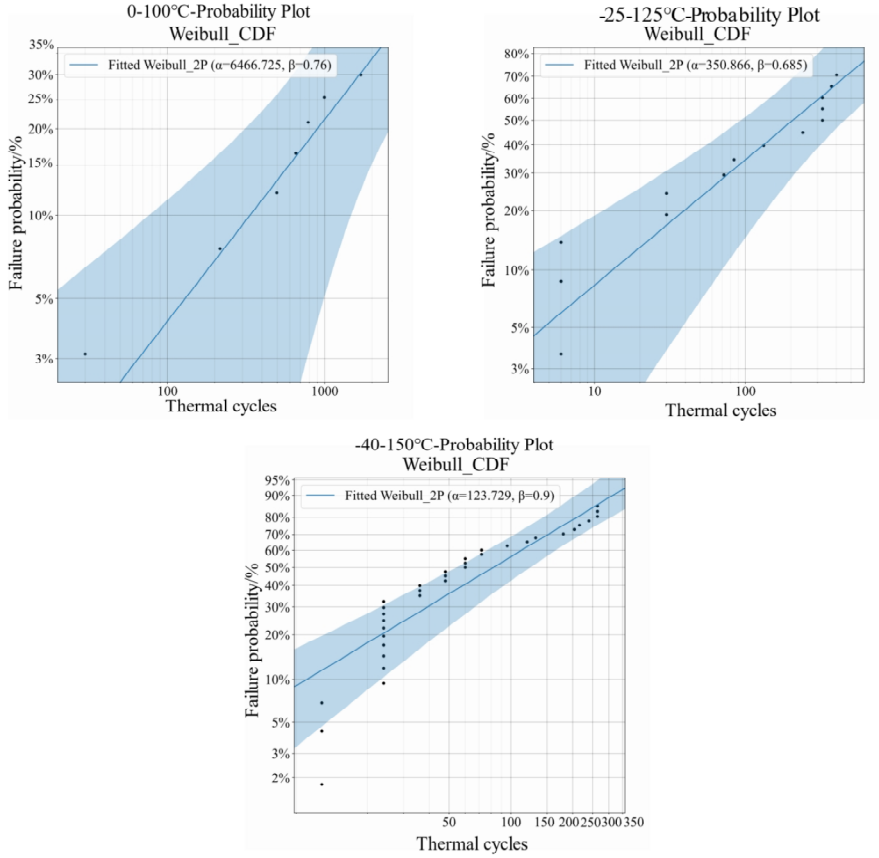 0-100°C-Probability Plot
Weibull_CDF
Fitted Weibull_2P (α=6466.725, β=0.76)
Failure probability/%
35%
30%
25%
20%
15%
10%
5%
3%
100
1000
Thermal cycles
-25-125°C-Probability Plot
Weibull_CDF
Fitted Weibull_2P (α=350.866, β=0.685)
Failure probability/%
80%
70%
60%
50%
40%
30%
20%
10%
5%
3%
10
100
Thermal cycles
-40-150°C-Probability Plot
Weibull_CDF
Fitted Weibull_2P (α=123.729, β=0.9)
Failure probability/%
95%
90%
80%
70%
60%
50%
40%
30%
20%
10%
5%
3%
2%
50
100
150
200
250
300
350
Thermal cycles